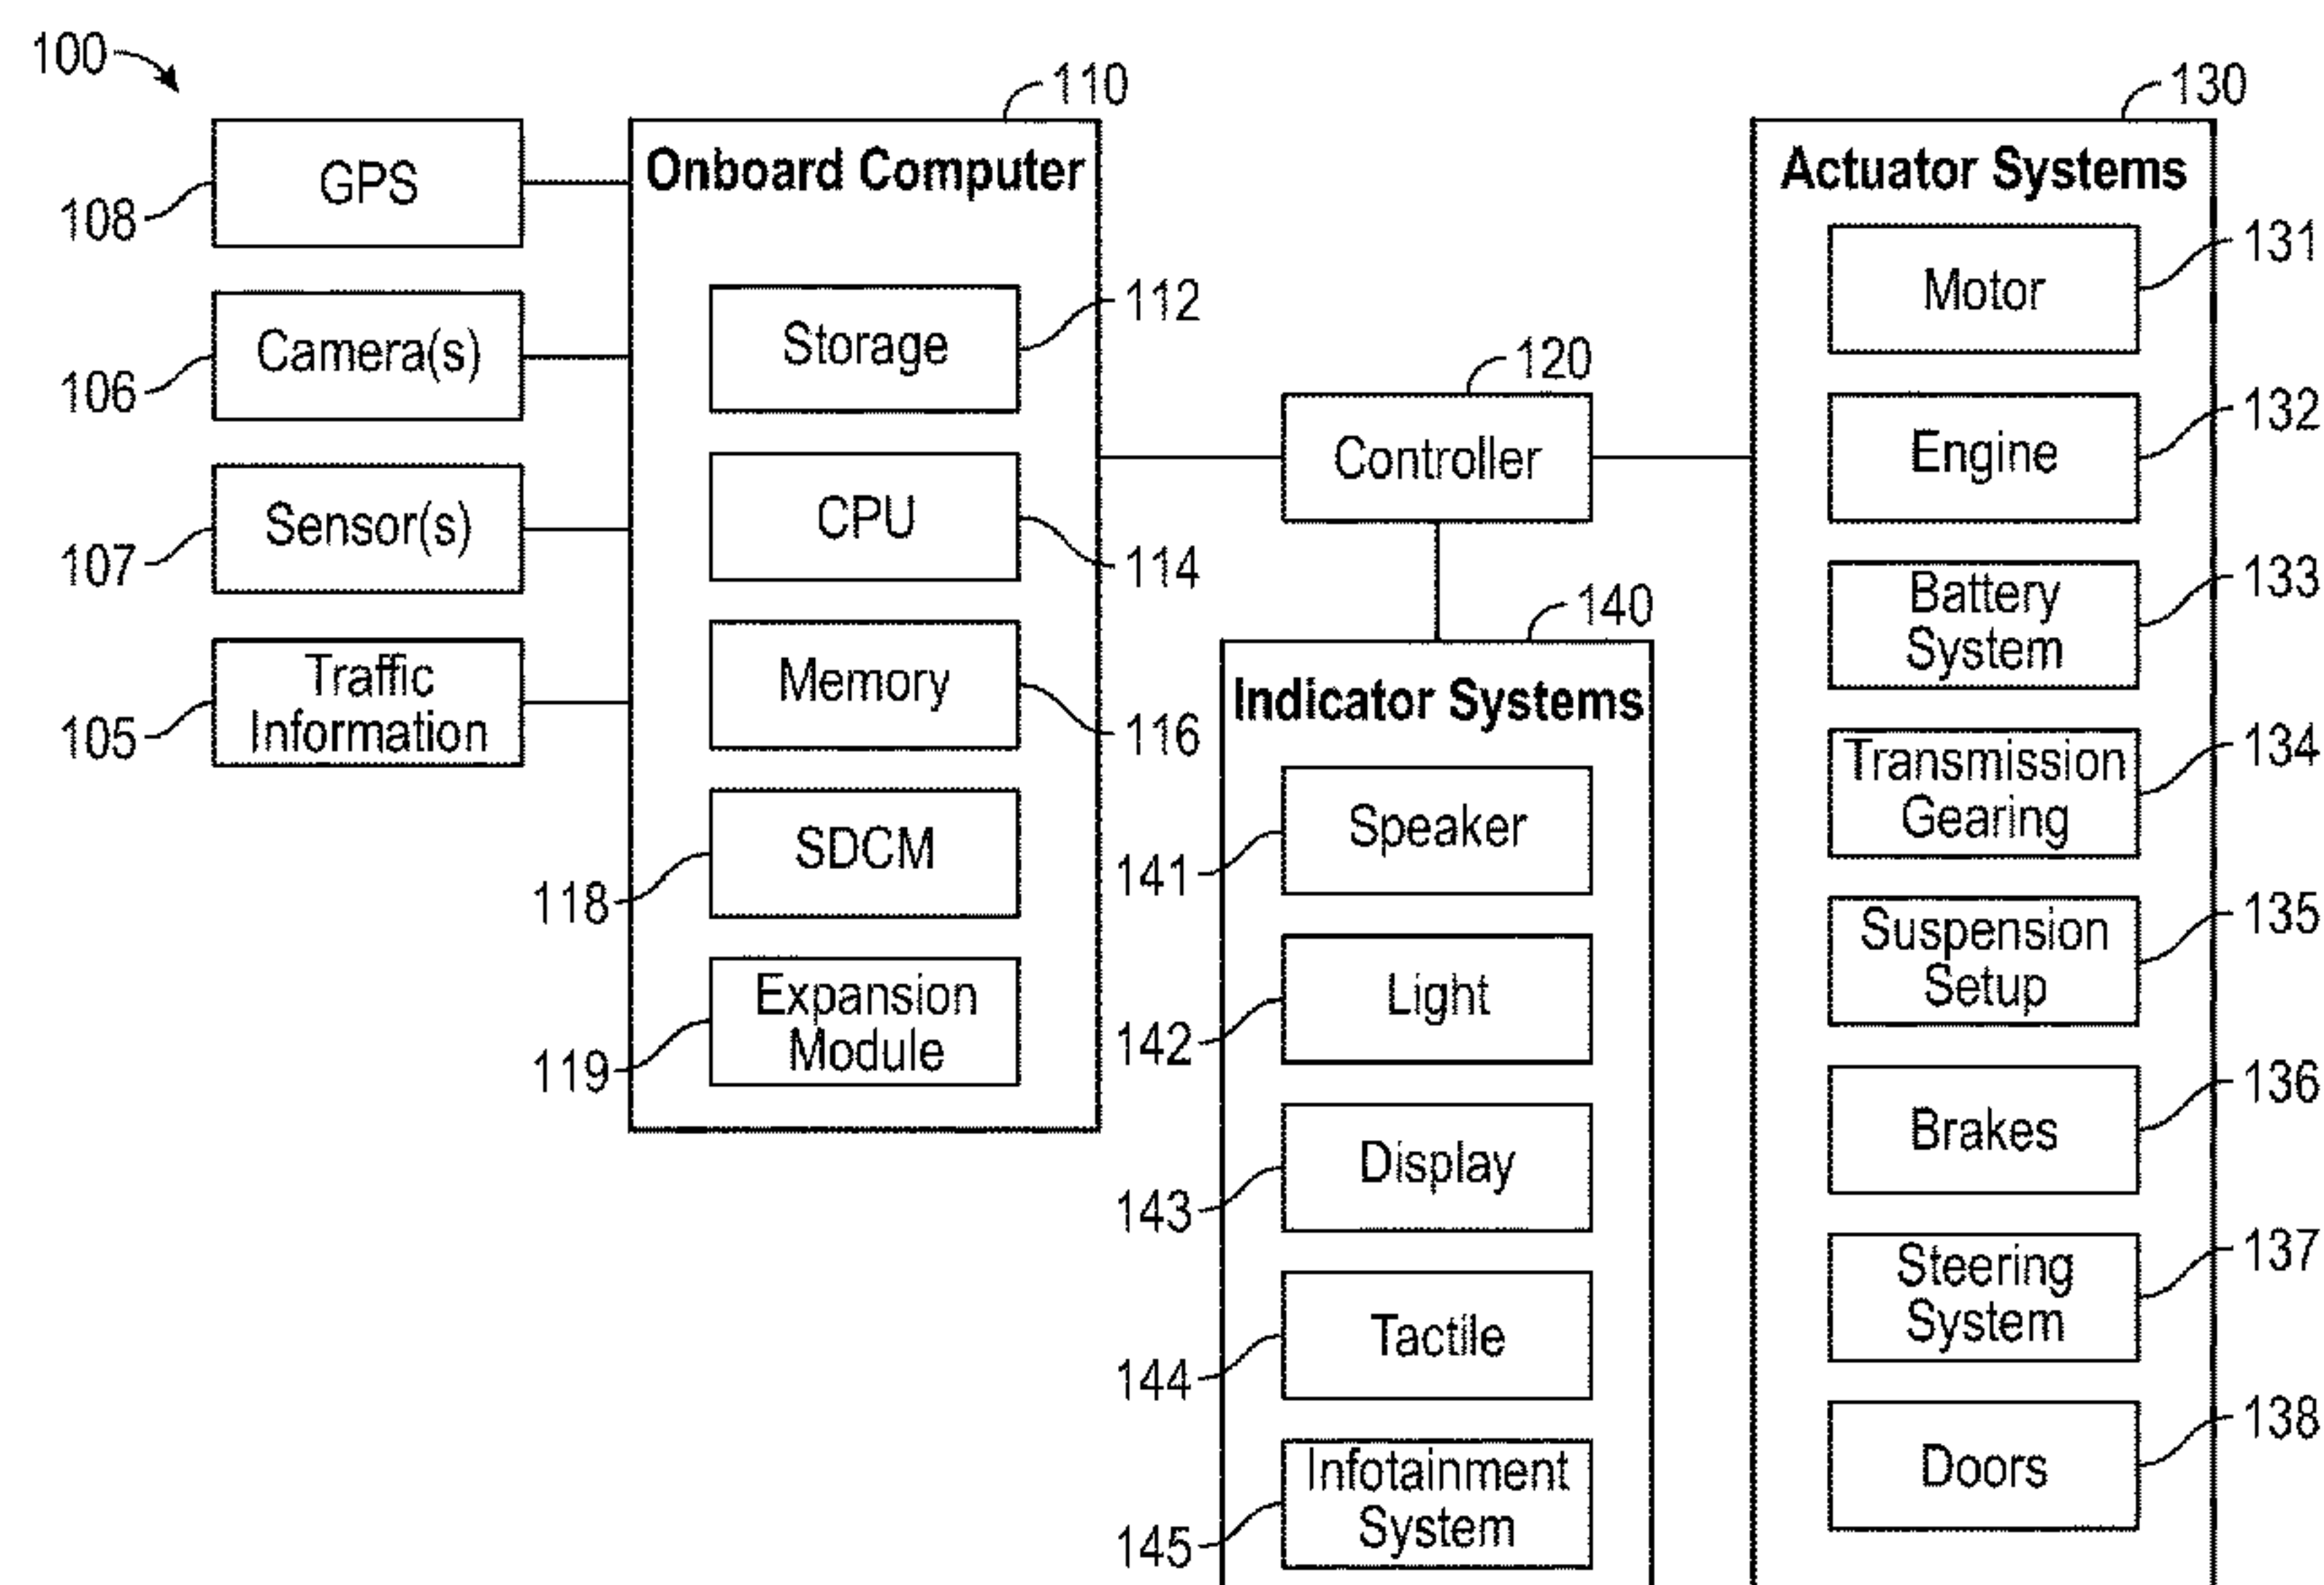 100
GPS
108
Camera(s)
106
Sensor(s)
107
Traffic
Information
105
110
Onboard Computer
Storage
112
CPU
114
Memory
116
SDCM
118
Expansion
Module
119
120
Controller
140
Indicator Systems
Speaker
141
Light
142
Display
143
Tactile
144
Infotainment
System
145
130
Actuator Systems
Motor
131
Engine
132
Battery
System
133
Transmission
Gearing
134
Suspension
Setup
135
Brakes
136
Steering
System
137
Doors
138